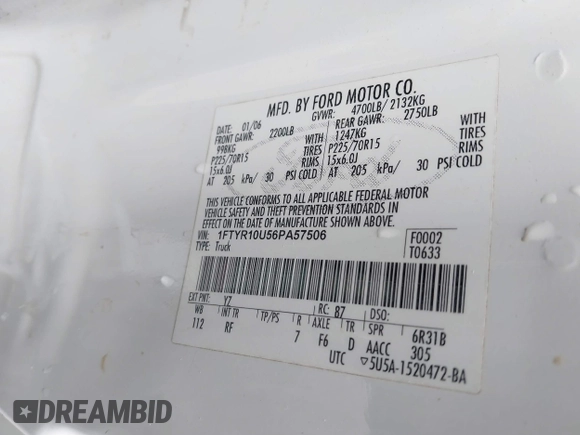 MFD. BY FORD MOTOR CO.
DATE: 01/06 GVWR: 4700LB/ 2132KG
FRONT GAWR: 2200LB REAR GAWR: 2750LB
998KG 1247KG
P225/70R15 TIRES P225/70R15 TIRES
15x6.0J RIMS 15x6.0J RIMS
AT 205 kPa/ 30 PSI COLD AT 205 kPa/ 30 PSI COLD
THIS VEHICLE CONFORMS TO ALL APPLICABLE FEDERAL MOTOR
VEHICLE SAFETY AND THEFT PREVENTION STANDARDS IN
EFFECT ON THE DATE OF MANUFACTURE SHOWN ABOVE.
VIN: 1FTYR10U56PA57506 F0002
TYPE: Truck T0633
EXT PNT: YZ RC: 87 DSO:
WB INT TR TP/PS R AXLE TR SPR 6R31B
112 RF 7 F6 D AACC 305
UTC 5U5A-1520472-BA
DREAMBID